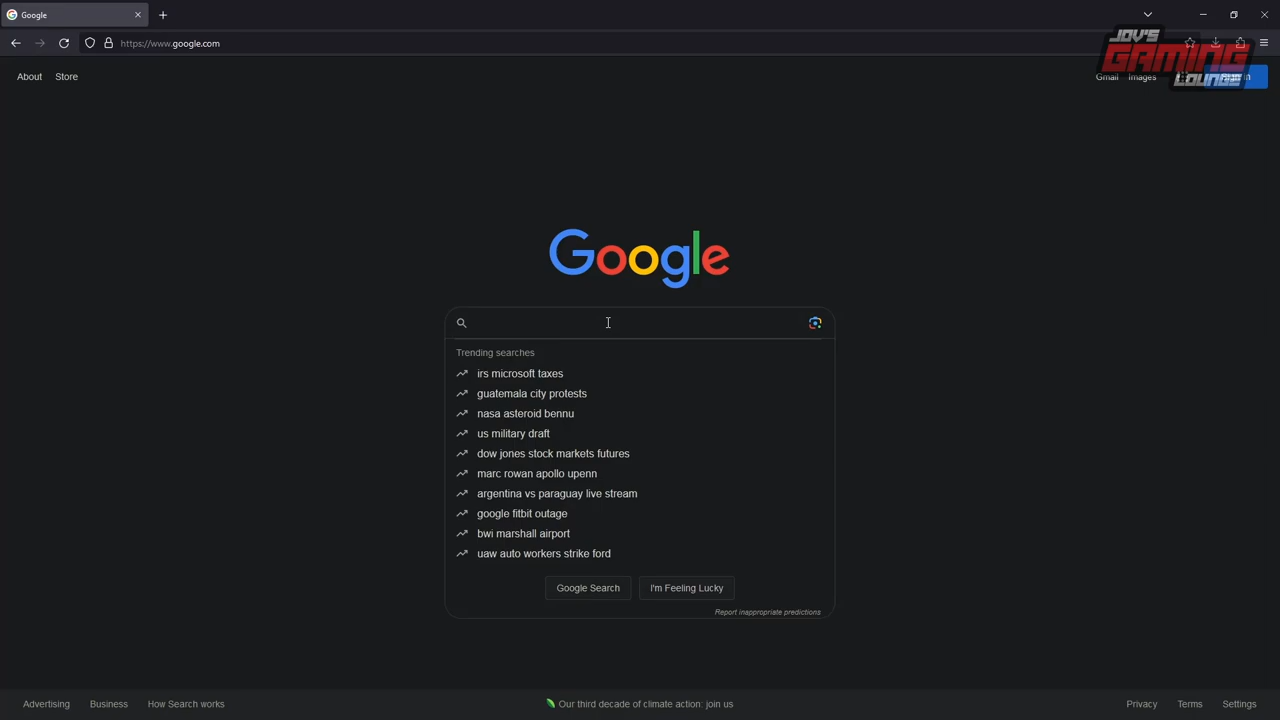 Google
https://www.google.com
JOV'S
GAMING
LOUNGE
About Store
Gmail Images
Google
Trending searches
irs microsoft taxes
guatemala city protests
nasa asteroid bennu
us military draft
dow jones stock markets futures
marc rowan apollo upenn
argentina vs paraguay live stream
google fitbit outage
bwi marshall airport
uaw auto workers strike ford
Google Search I'm Feeling Lucky
Report inappropriate predictions
Advertising Business How Search works Our third decade of climate action: join us Privacy Terms Settings